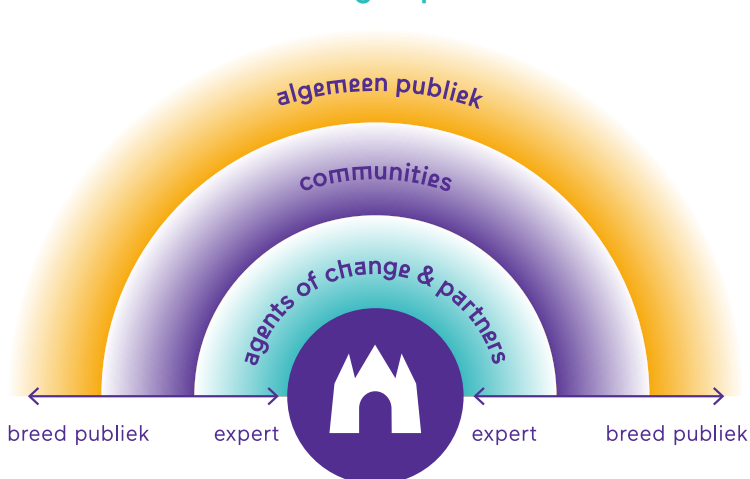 algemeen publiek
communities
agents of change & partners
breed publiek expert expert breed publiek